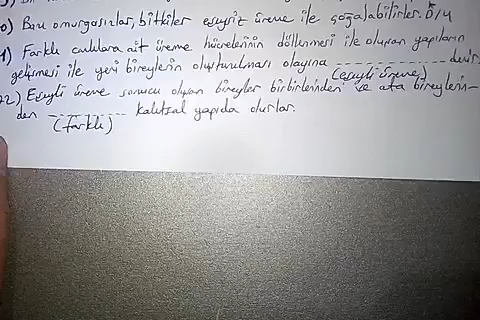 0) Bazı omurgasızlar, bitkiler eşeysiz üreme ile çoğalabilirler. D/Y
1) Farklı canlılara ait üreme hücrelerinin döllenmesi ile oluşan yapıların
gelişmesi ile yeni bireylerin oluşturulması olayına ---------- denir.
(eşeyli üreme)
22) Eşeyli üreme sonucu oluşan bireyler birbirlerinden ve ata bireylerin-
den ---------- kalıtsal yapıda olurlar.
(farklı)